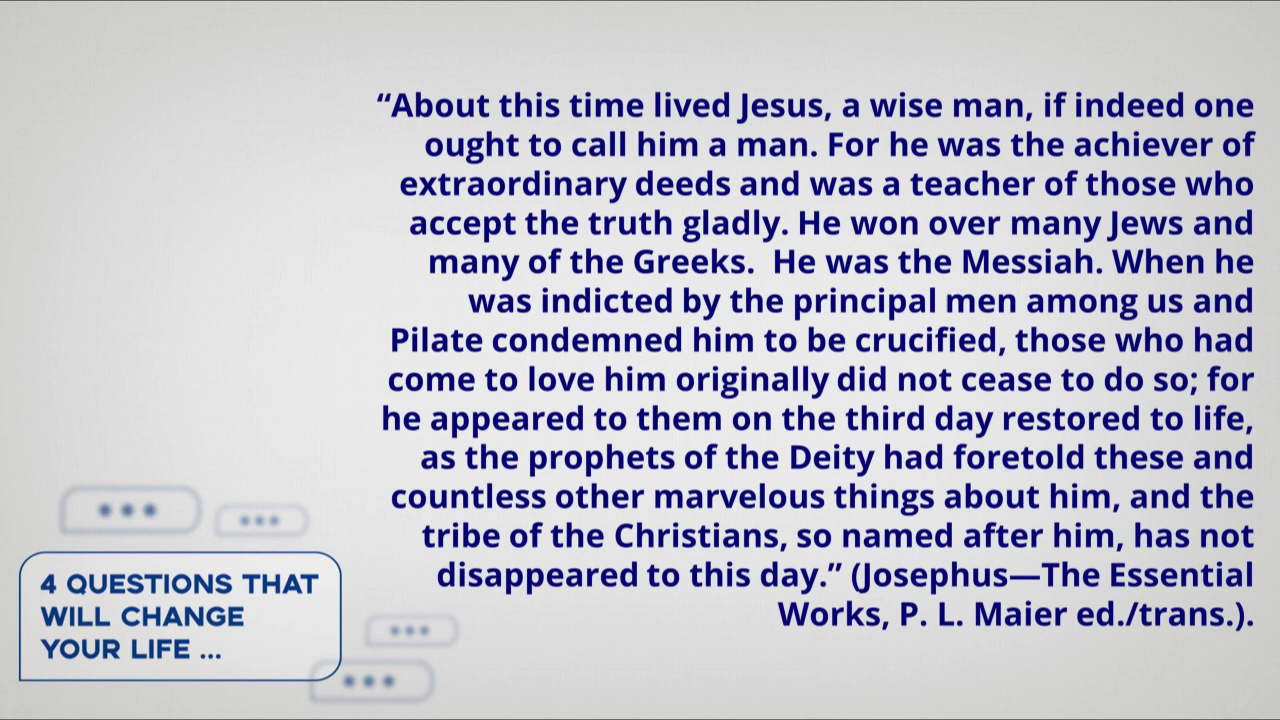 “About this time lived Jesus, a wise man, if indeed one
ought to call him a man. For he was the achiever of
extraordinary deeds and was a teacher of those who
accept the truth gladly. He won over many Jews and
many of the Greeks.  He was the Messiah. When he
was indicted by the principal men among us and
Pilate condemned him to be crucified, those who had
come to love him originally did not cease to do so; for
he appeared to them on the third day restored to life,
as the prophets of the Deity had foretold these and
countless other marvelous things about him, and the
tribe of the Christians, so named after him, has not
disappeared to this day.” (Josephus—The Essential
Works, P. L. Maier ed./trans.).
4 QUESTIONS THAT
WILL CHANGE
YOUR LIFE ...